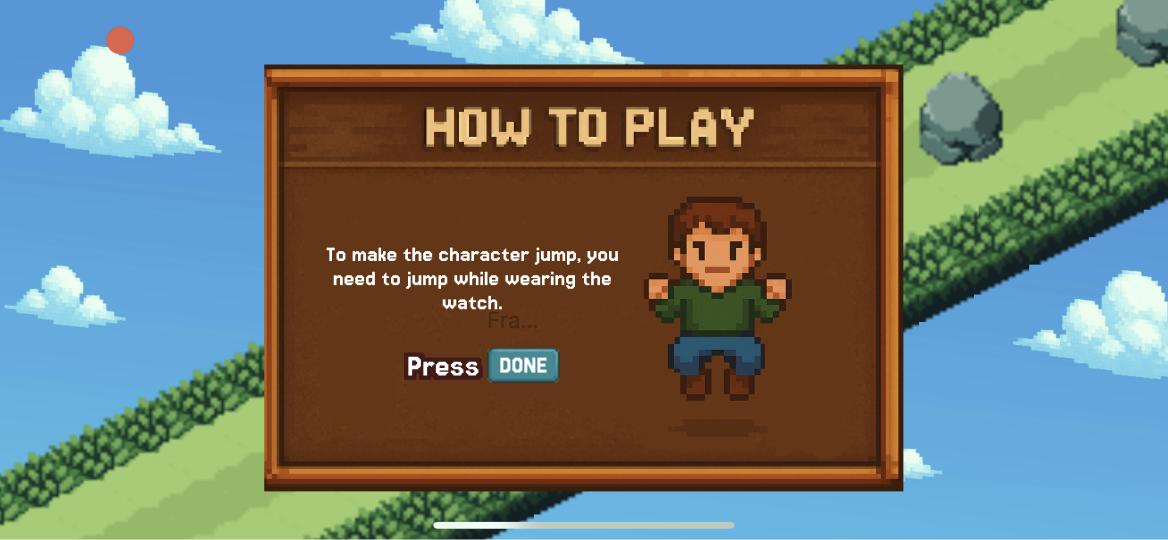 HOW TO PLAY
To make the character jump, you
need to jump while wearing the
watch.
Fra...
Press DONE